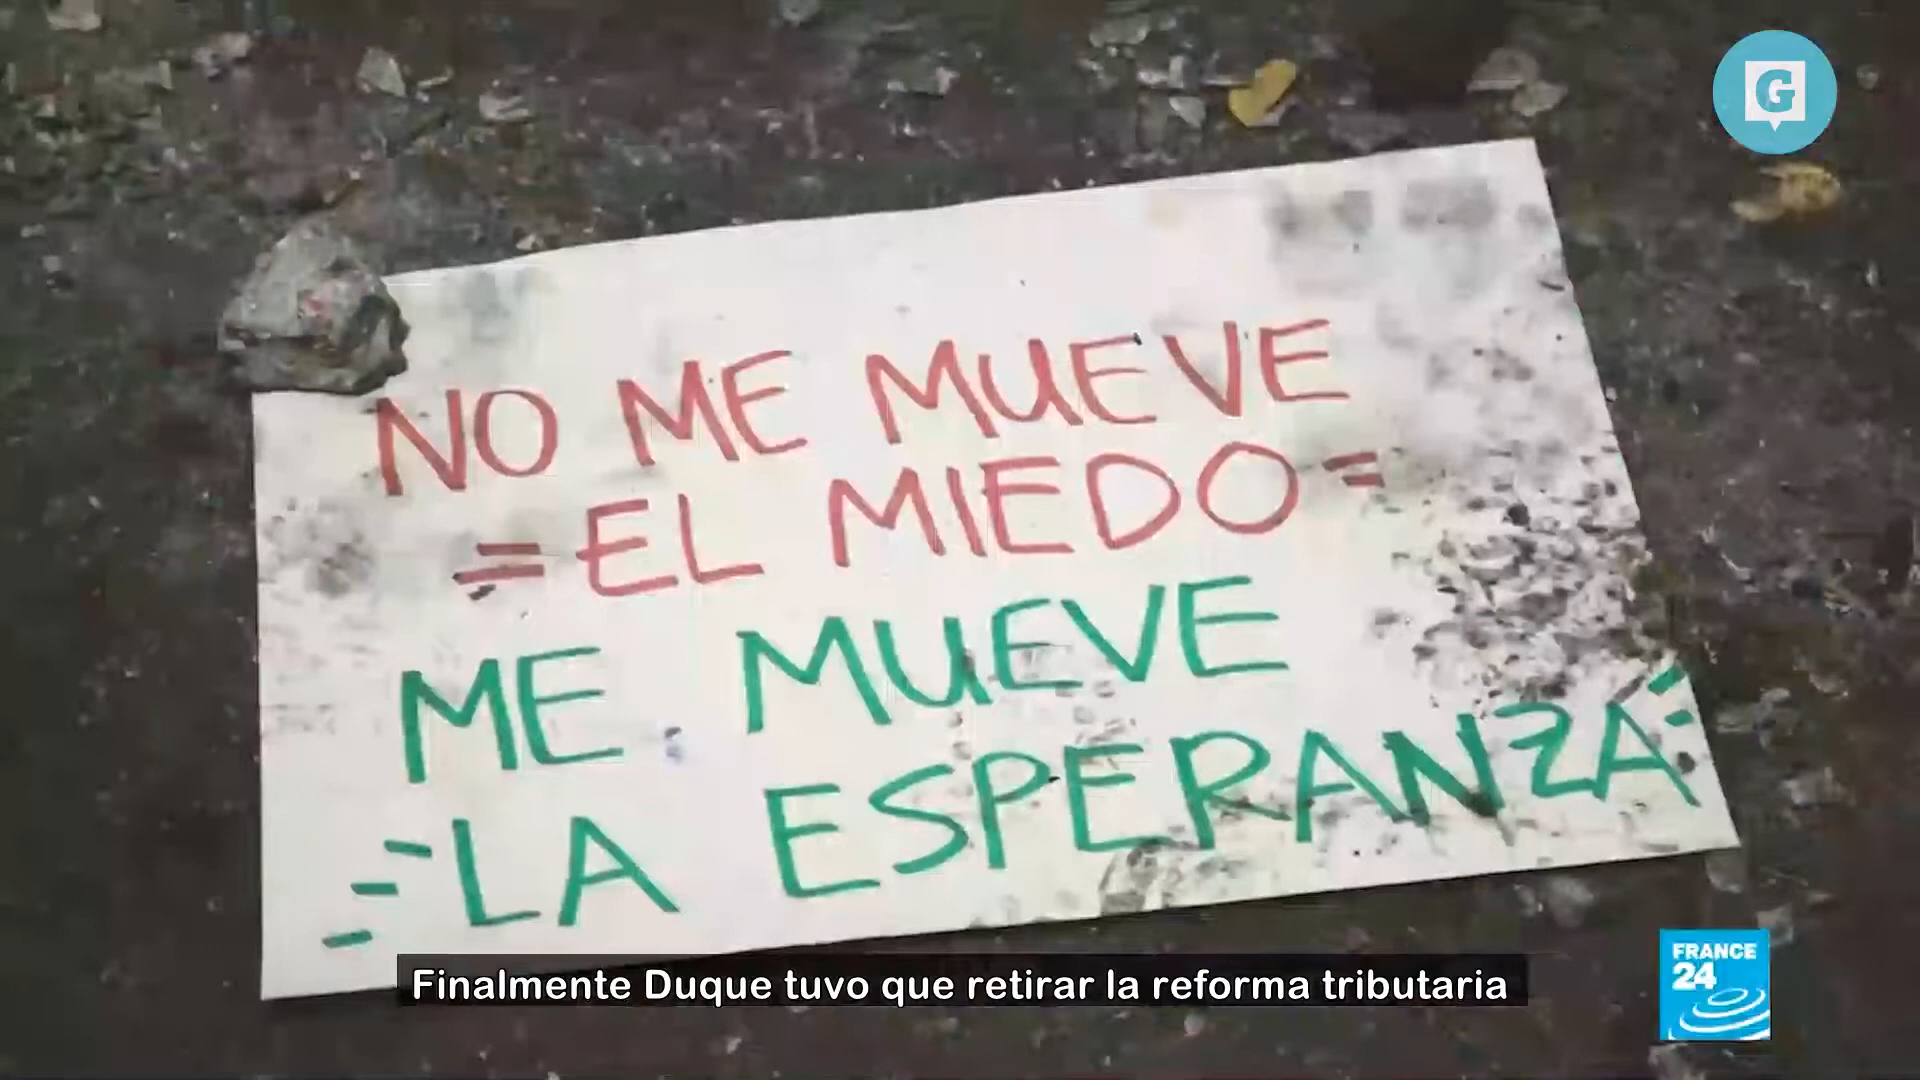 G
NO ME MUEVE
=EL MIEDO=
ME MUEVE
LA ESPERANZA
Finalmente Duque tuvo que retirar la reforma tributaria
FRANCE
24